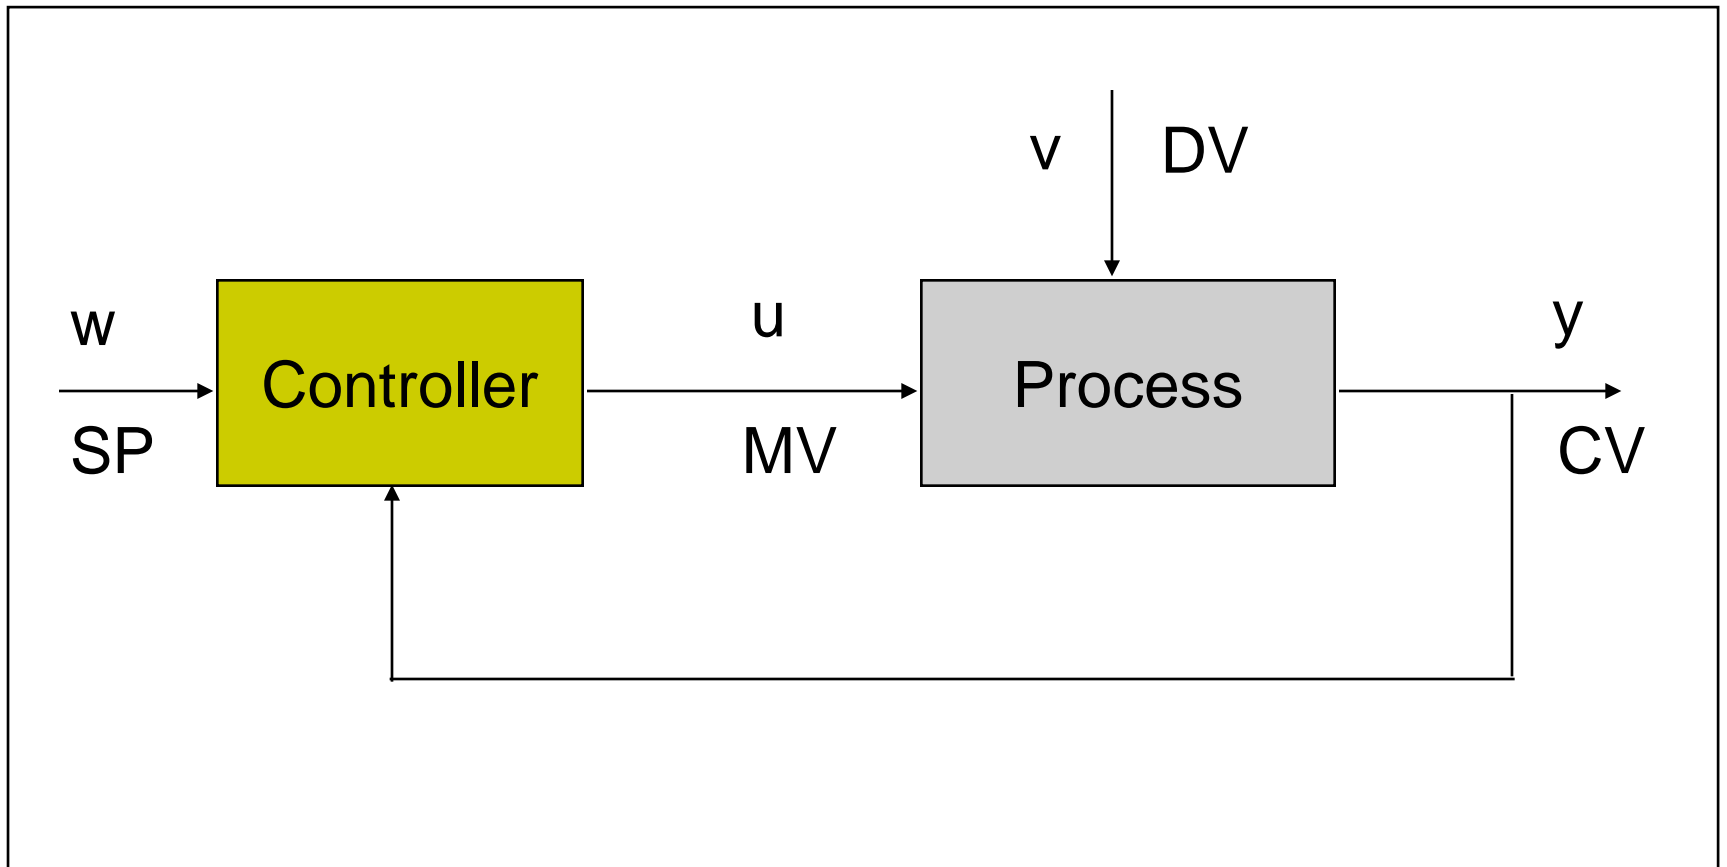 v
DV
w
Controller
u
Process
y
SP
MV
CV